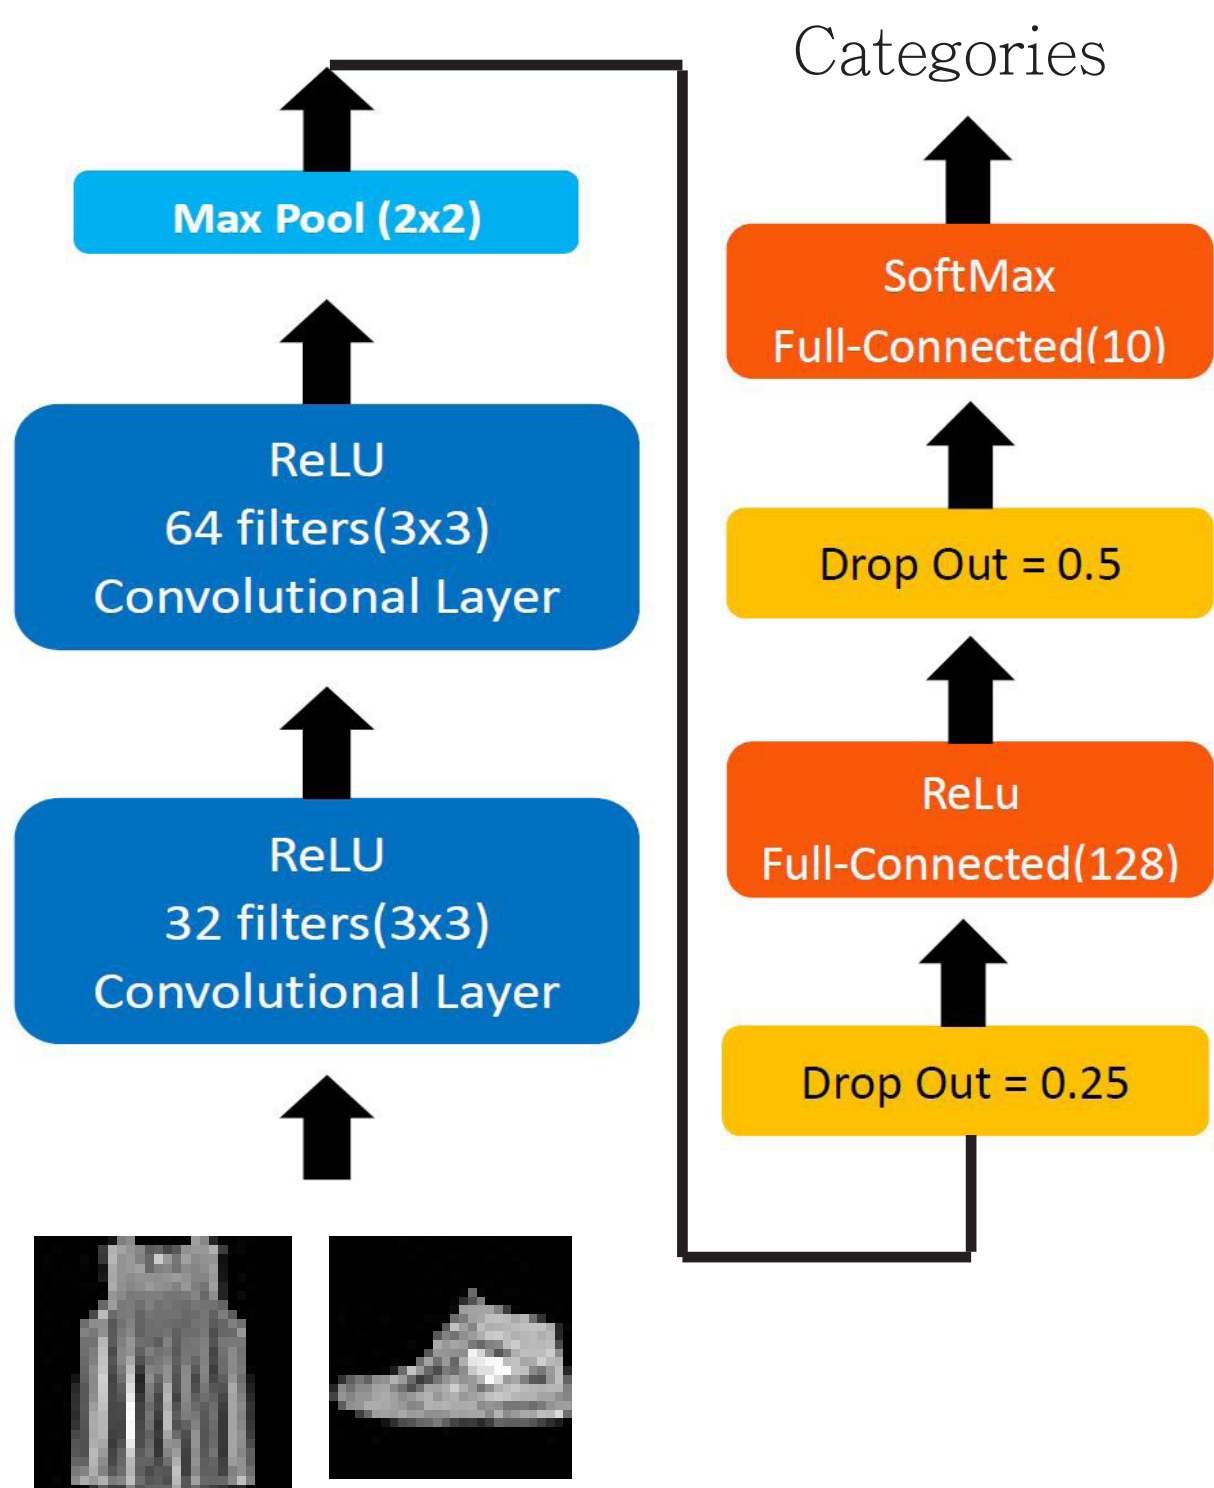 Categories
Max Pool (2x2)
ReLU
64 filters(3x3)
Convolutional Layer
ReLU
32 filters(3x3)
Convolutional Layer
SoftMax
Full-Connected(10)
Drop Out = 0.5
ReLu
Full-Connected(128)
Drop Out = 0.25